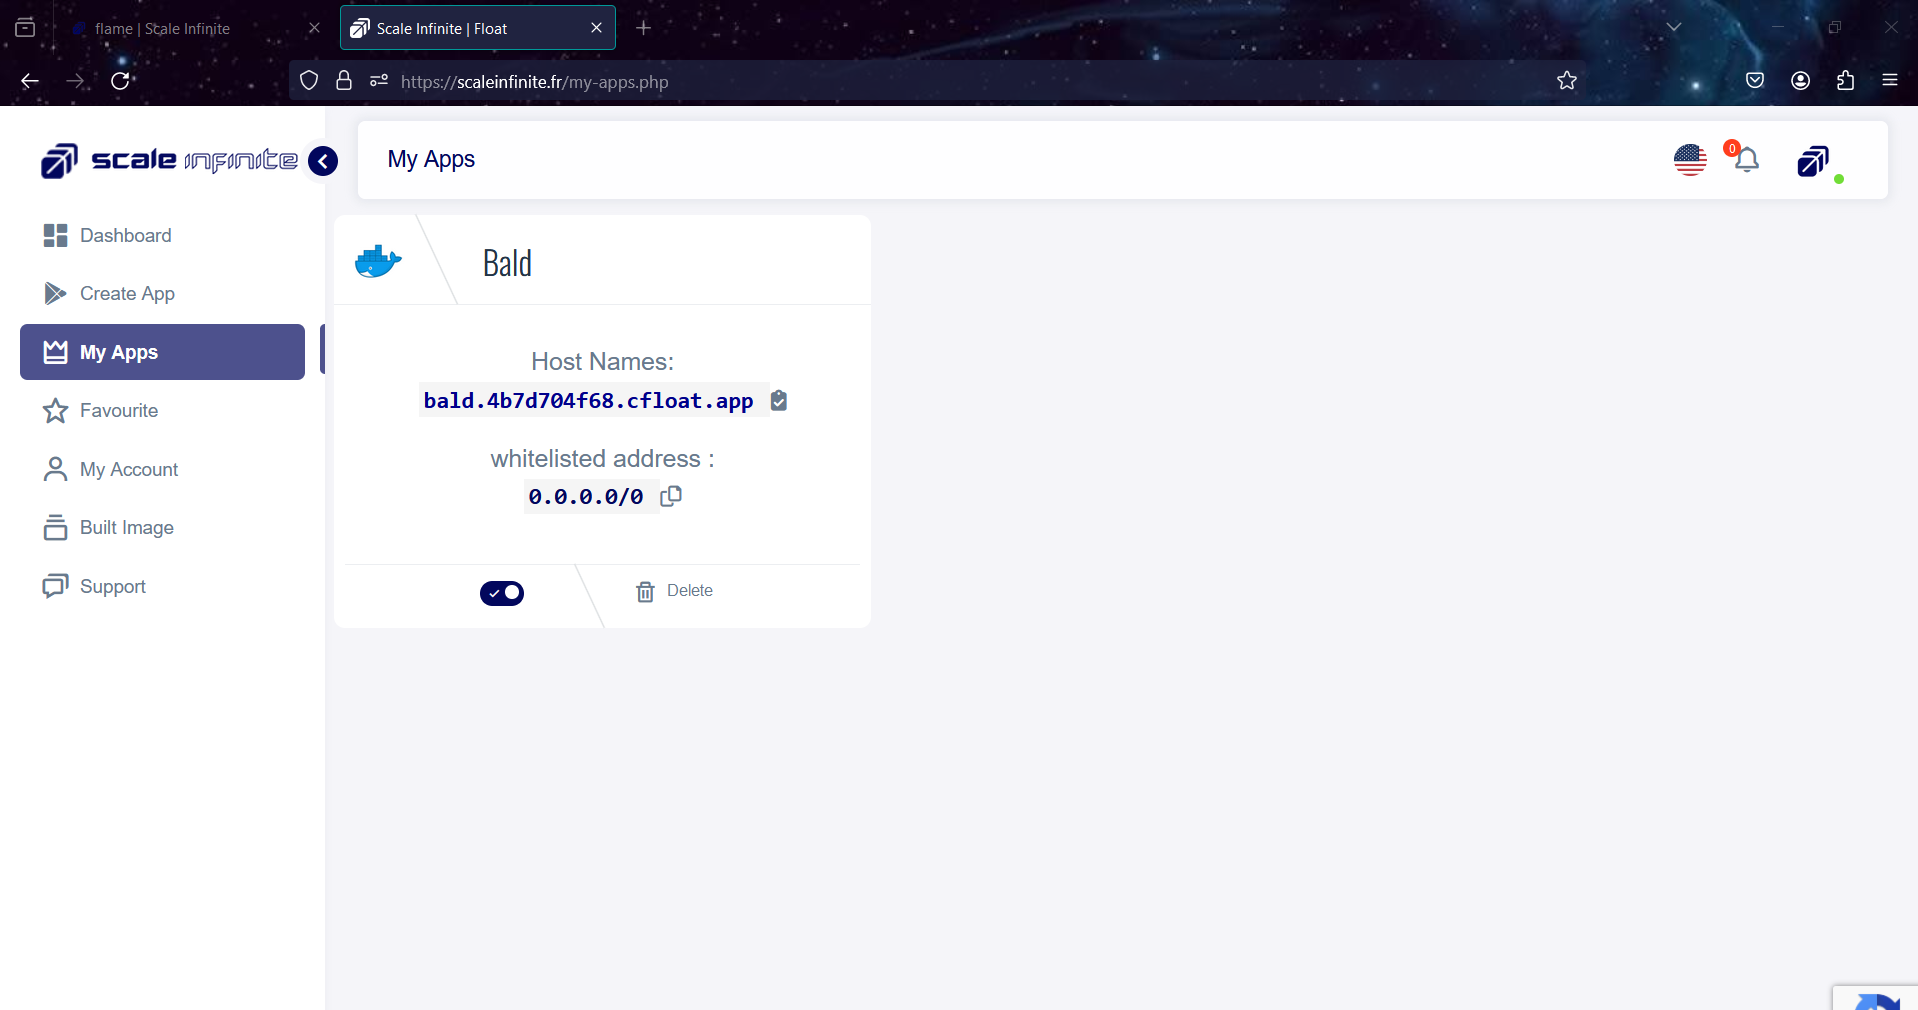 flame | Scale Infinite
Scale Infinite | Float
https://scaleinfinite.fr/my-apps.php
scale infinite
My Apps
0
Dashboard
Create App
My Apps
Favourite
My Account
Built Image
Support
Bald
Host Names:
bald.4b7d704f68.cfloat.app
whitelisted address :
0.0.0.0/0
Delete